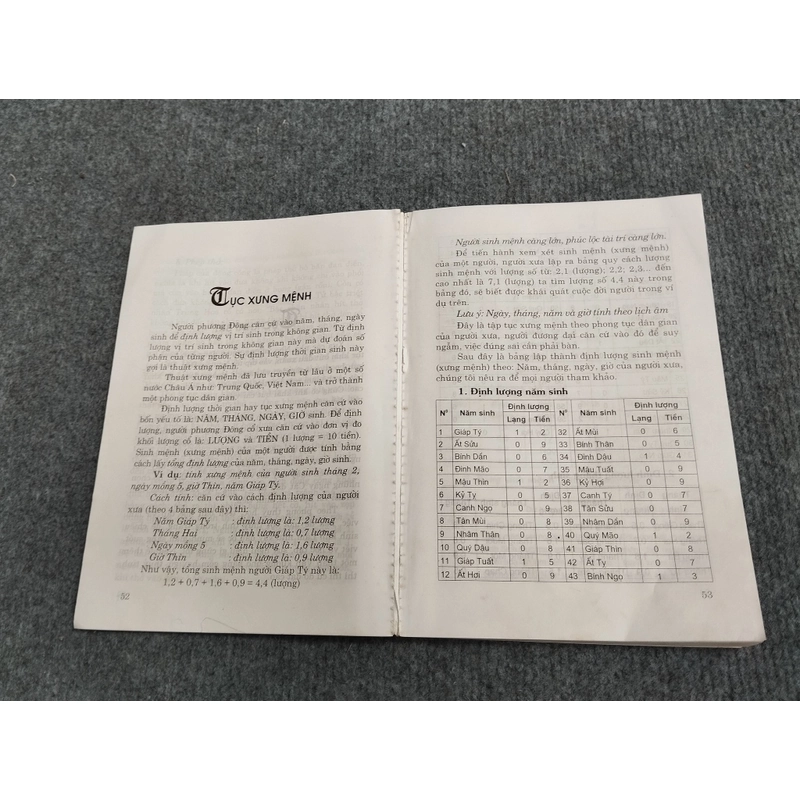 TỤC XƯNG MỆNH
Người phương Đông căn cứ vào năm, tháng, ngày
sinh để định lượng vị trí sinh trong không gian. Từ định
lượng vị trí sinh trong không gian này mà dự đoán số
phận của từng người. Sự định lượng thời gian sinh này
gọi là thuật xưng mệnh.
Thuật xưng mệnh đã lưu truyền từ lâu ở một số
nước Châu Á như: Trung Quốc, Việt Nam... và trở thành
một phong tục dân gian.
Định lượng thời gian hay tục xưng mệnh căn cứ vào
bốn yếu tố là: NĂM, THÁNG, NGÀY, GIỜ sinh. Để định
lượng, người phương Đông căn cứ vào đơn vị đo
khối lượng cổ là: LƯỢNG và TIỀN (1 lượng = 10 tiền).
Sinh mệnh (xưng mệnh) của một người được tính bằng
cách lấy tổng định lượng của năm, tháng, ngày, giờ sinh.
Ví dụ: tính xưng mệnh của người sinh tháng 2,
ngày mồng 5, giờ Thìn, năm Giáp Tý.
Cách tính: căn cứ vào cách định lượng của người
xưa (theo 4 bảng sau đây) thì:
Năm Giáp Tý : định lượng là: 1,2 lượng
Tháng Hai : định lượng là: 0,7 lượng
Ngày mồng 5 : định lượng là: 1,6 lượng
Giờ Thìn : định lượng là: 0,9 lượng
Như vậy, tổng sinh mệnh người Giáp Tý này là:
1,2 + 0,7 + 1,6 + 0,9 = 4,4 (lượng)
52
Người sinh mệnh càng lớn, phúc lộc tài trí càng lớn.
Để tiến hành xem xét sinh mệnh (xưng mệnh)
của một người, người xưa lập ra bảng quy cách lượng
sinh mệnh với lượng số từ: 2,1 (lượng); 2,2; 2,3... đến
cao nhất là 7,1 (lượng) ta tìm lượng số 4,4 này trong
bảng đó, sẽ biết được khái quát cuộc đời người trong ví
dụ trên.
Lưu ý: Ngày, tháng, năm và giờ tính theo lịch âm
Đây là tập tục xưng mệnh theo phong tục dân gian
của người xưa, người đương đại căn cứ vào đó để suy
ngẫm, việc đúng sai cần phải bàn.
Sau đây là bảng lập thành định lượng sinh mệnh
(xưng mệnh) theo: Năm, tháng, ngày, giờ của người xưa,
chúng tôi nêu ra để mọi người tham khảo.
1. Định lượng năm sinh
N° Năm sinh Định lượng N° Năm sinh Định lượng
Lạng Tiền Lạng Tiền
1 Giáp Tý 1 2 32 Ất Mùi 0 6
2 Ất Sửu 0 9 33 Bính Thân 0 5
3 Bính Dần 0 6 34 Đinh Dậu 1 4
4 Đinh Mão 0 7 35 Mậu Tuất 0 9
5 Mậu Thìn 1 2 36 Kỷ Hợi 0 9
6 Kỷ Tỵ 0 5 37 Canh Tý 0 7
7 Canh Ngọ 0 9 38 Tân Sửu 0 7
8 Tân Mùi 0 8 39 Nhâm Dần 0 9
9 Nhâm Thân 0 8 40 Quý Mão 1 2
10 Quý Dậu 0 8 41 Giáp Thìn 0 8
11 Giáp Tuất 1 5 42 Ất Tỵ 0 7
12 Ất Hợi 0 9 43 Bính Ngọ 1 3
53